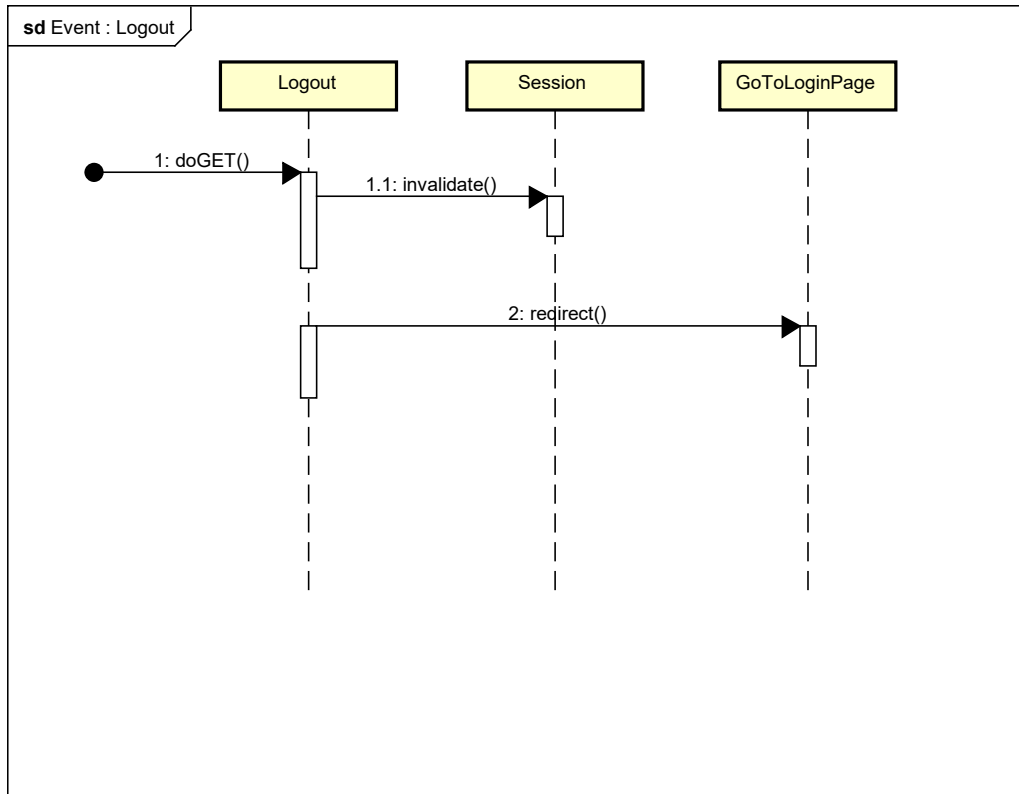 sd Event : Logout
Logout
Session
GoToLoginPage
1: doGET()
1.1: invalidate()
2: redirect()